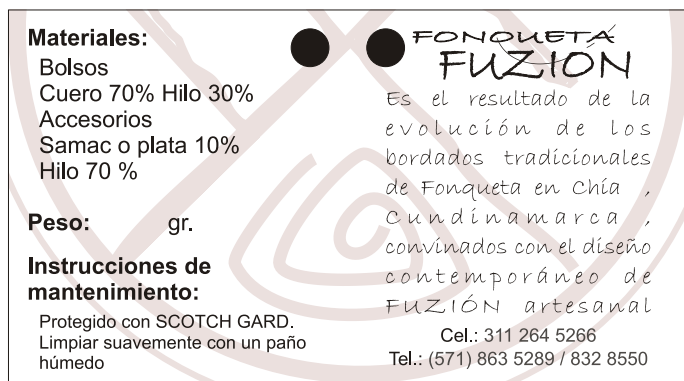 Materiales:
Bolsos
Cuero 70% Hilo 30%
Accesorios
Samac o plata 10%
Hilo 70 %
Peso: gr.
Instrucciones de
mantenimiento:
Protegido con SCOTCH GARD.
Limpiar suavemente con un paño
húmedo
FONQUETA
FUZION
Es el resultado de la
evolución de los
bordados tradicionales
de Fonqueta en Chía ,
Cundinamarca ,
convinados con el diseño
contemporáneo de
FUZIÓN artesanal
Cel.: 311 264 5266
Tel.: (571) 863 5289 / 832 8550